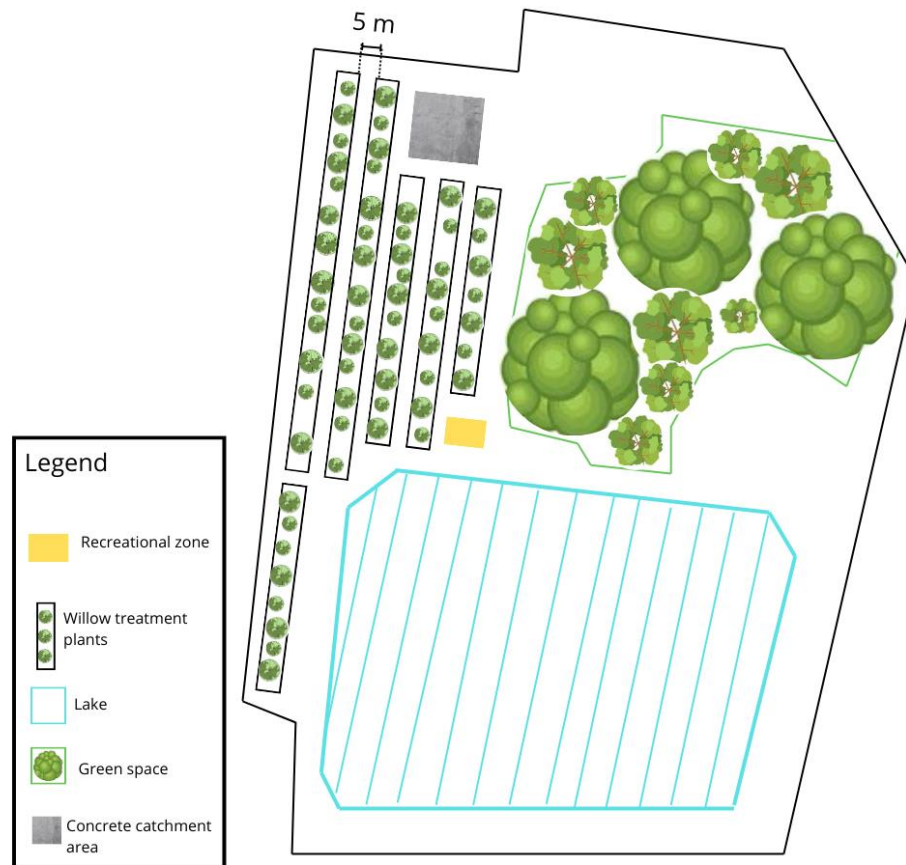 5 m
Legend
Recreational zone
Willow treatment
plants
Lake
Green space
Concrete catchment
area